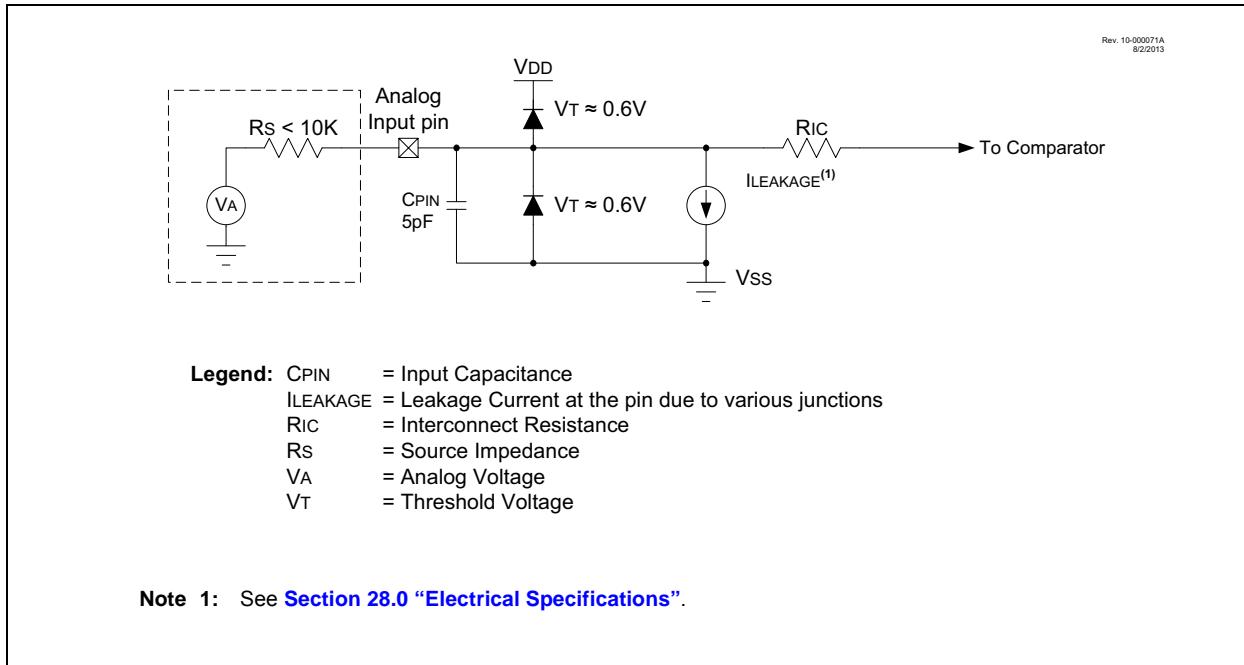 Rev. 10-000071A
8/2/2013
VDD
Analog
Input pin
VT ≈ 0.6V
RS < 10K
RIC
To Comparator
ILEAKAGE(1)
VA
CPIN
5pF
VT ≈ 0.6V
VSS
Legend: CPIN = Input Capacitance
ILEAKAGE = Leakage Current at the pin due to various junctions
RIC = Interconnect Resistance
RS = Source Impedance
VA = Analog Voltage
VT = Threshold Voltage
Note 1: See Section 28.0 “Electrical Specifications”.